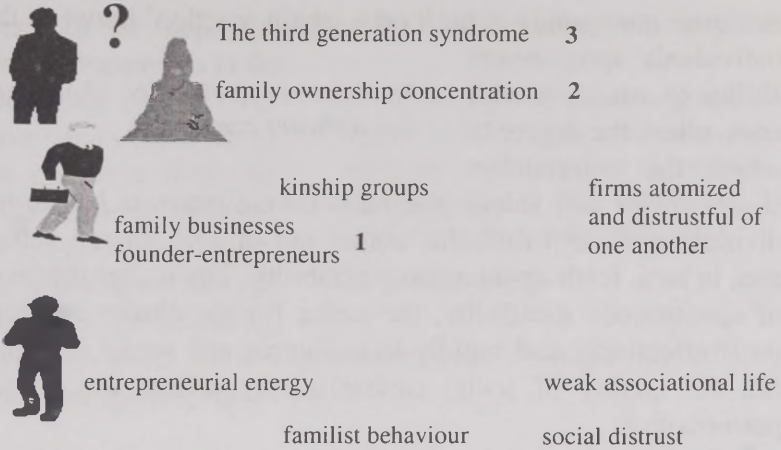 ?
The third generation syndrome 3
family ownership concentration 2
kinship groups
firms atomized
and distrustful of
one another
family businesses
founder-entrepreneurs 1
entrepreneurial energy
weak associational life
familist behaviour
social distrust